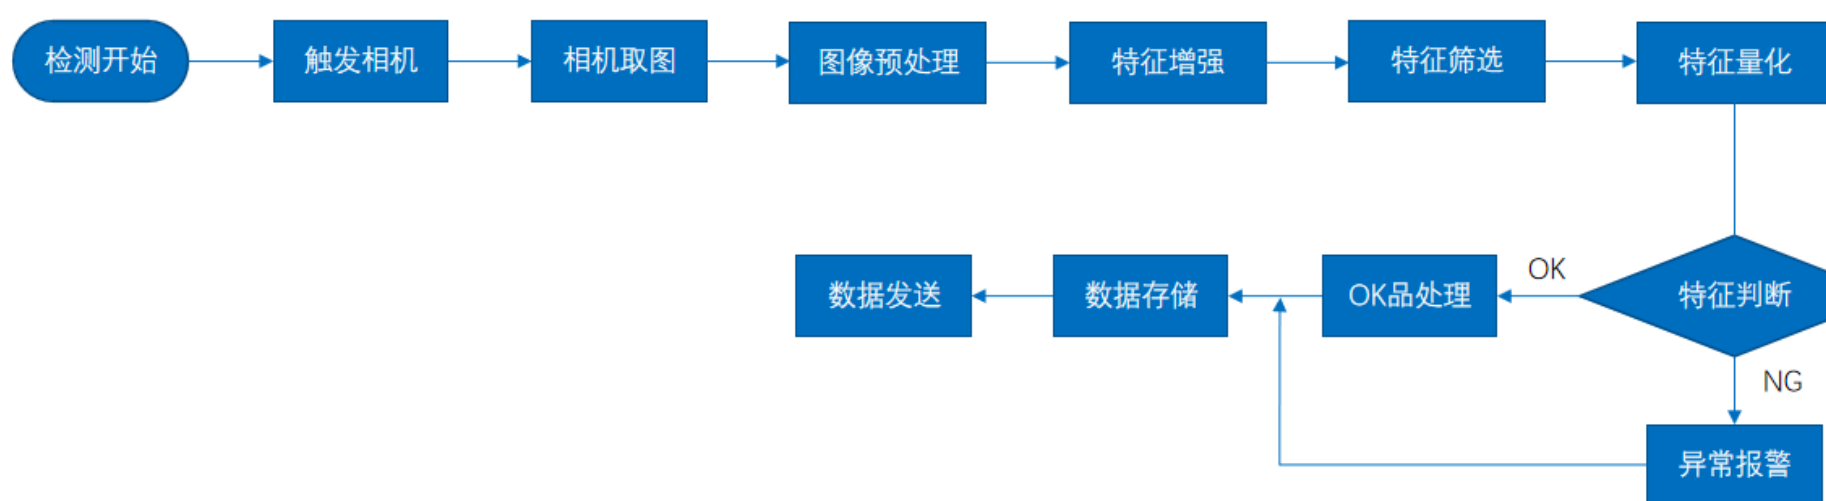 检测开始
触发相机
相机取图
图像预处理
特征增强
特征筛选
特征量化
数据发送
数据存储
OK品处理
OK
特征判断
NG
异常报警